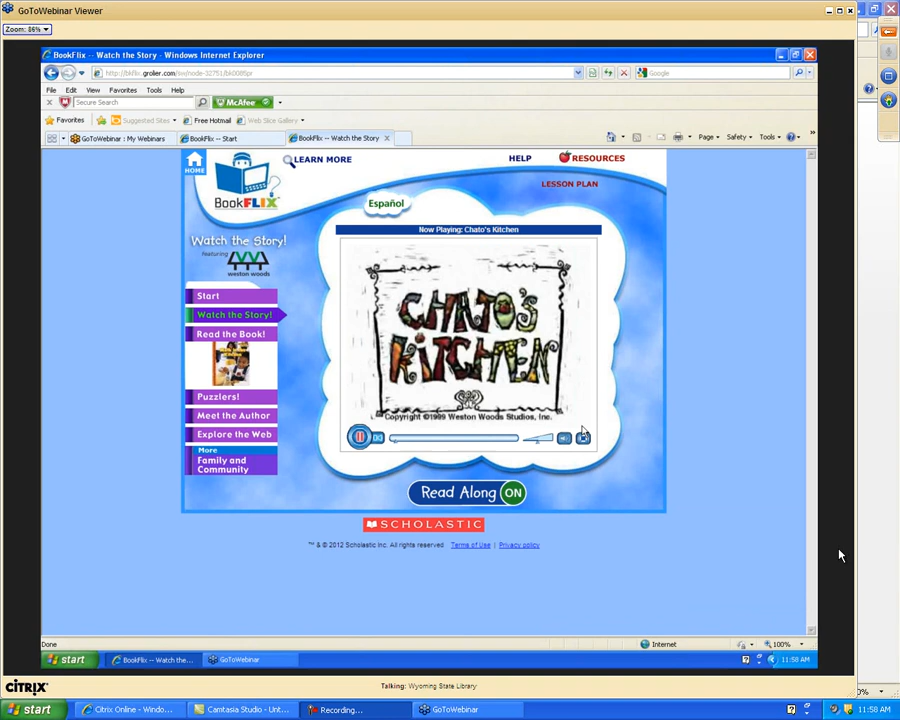 GoToWebinar Viewer
Zoom: 86%
BookFlix -- Watch the Story - Windows Internet Explorer
Google
File Edit View Favorites Tools Help
Secure Search
McAfee
Favorites
Suggested Sites
Free Hotmail
Web Slice Gallery
GoToWebinar : My Webinars
BookFlix -- Start
BookFlix -- Watch the Story
Page
Safety
Tools
HOME
LEARN MORE
HELP
RESOURCES
BookFLIX
LESSON PLAN
Español
Now Playing: Chato's Kitchen
Watch the Story!
Featuring
weston woods
CHATO'S
KITCHEN
Copyright ©1999 Weston Woods Studios, Inc.
Start
Watch the Story!
Read the Book!
Puzzlers!
Meet the Author
Explore the Web
More
Family and
Community
Read Along ON
SCHOLASTIC
™ & © 2012 Scholastic Inc. All rights reserved
Terms of Use | Privacy policy
Done
Internet
100%
start
BookFlix -- Watch the...
GoToWebinar
11:58 AM
CITRIX
Talking: Wyoming State Library
start
Citrix Online - Windo...
Camtasia Studio - Unt...
Recording...
GoToWebinar
11:58 AM